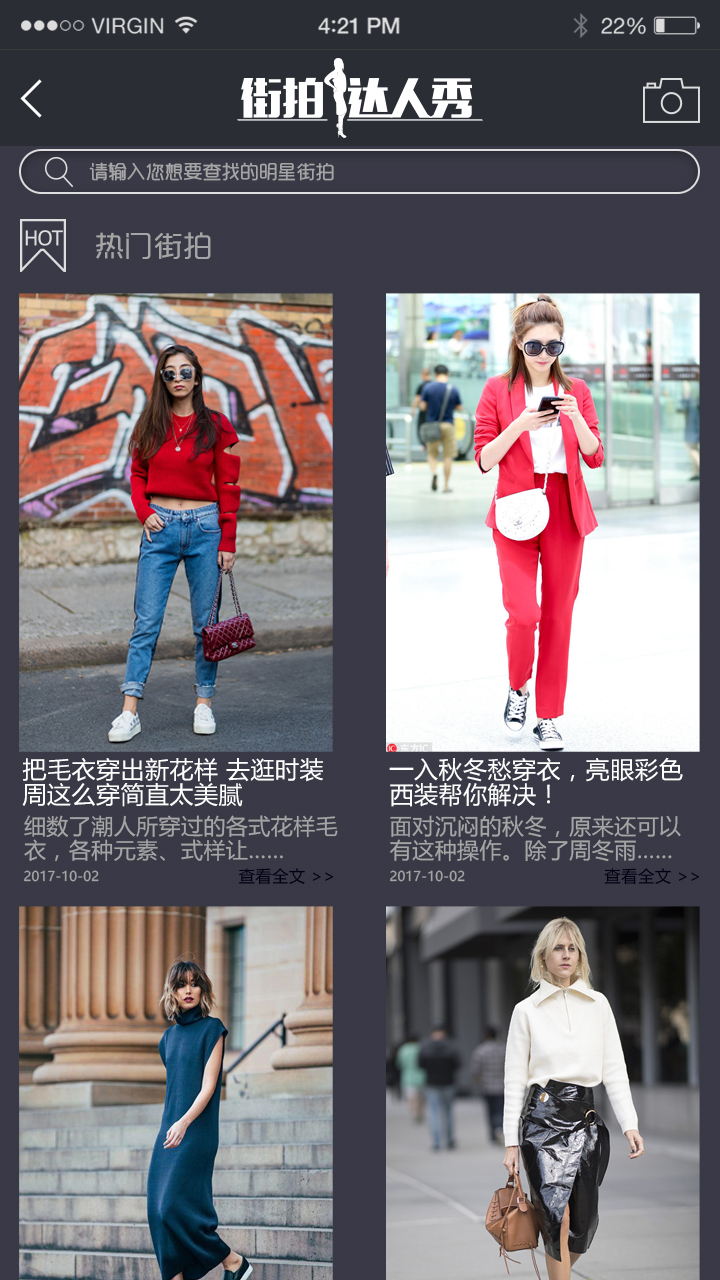 VIRGIN
4:21 PM
22%
街拍达人秀
请输入您想要查找的明星街拍
HOT
热门街拍
把毛衣穿出新花样 去逛时装
周这么穿简直太美腻
细数了潮人所穿过的各式花样毛
衣，各种元素、式样让......
2017-10-02
查看全文 >>
一入秋冬愁穿衣，亮眼彩色
西装帮你解决！
面对沉闷的秋冬，原来还可以
有这种操作。除了周冬雨......
2017-10-02
查看全文 >>